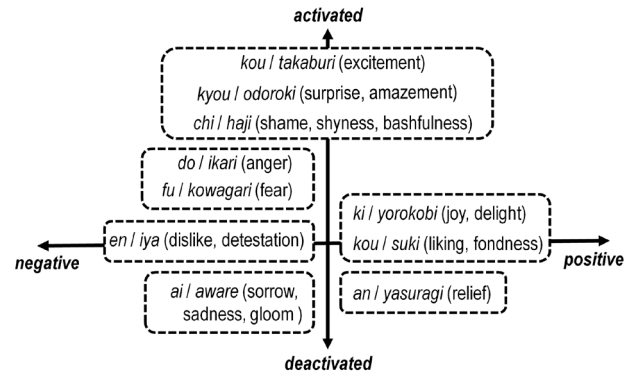 activated
kou / takaburi (excitement)
kyou / odoroki (surprise, amazement)
chi / haji (shame, shyness, bashfulness)
do / ikari (anger)
fu / kowagari (fear)
ki / yorokobi (joy, delight)
en / iya (dislike, detestation)
kou / suki (liking, fondness)
negative
positive
ai / aware (sorrow,
sadness, gloom )
an / yasuragi (relief)
deactivated